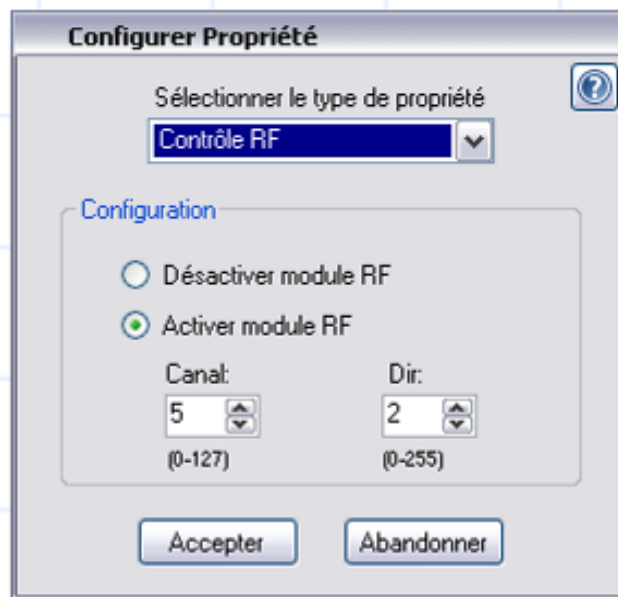 Configurer Propriété
Sélectionner le type de propriété
?
Contrôle RF
Configuration
Désactiver module RF
Activer module RF
Canal: Dir:
5 2
(0-127) (0-255)
Accepter Abandonner